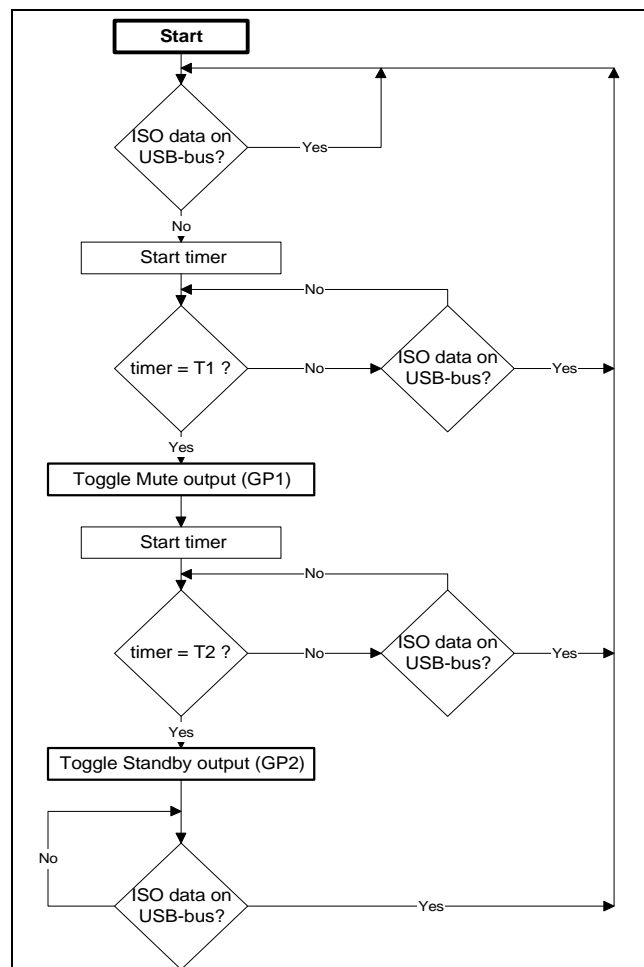 Start
ISO data on
USB-bus?
Yes
No
Start timer
No
timer = T1 ?
No
ISO data on
USB-bus?
Yes
Yes
Toggle Mute output (GP1)
Start timer
No
timer = T2 ?
No
ISO data on
USB-bus?
Yes
Yes
Toggle Standby output (GP2)
No
ISO data on
USB-bus?
Yes